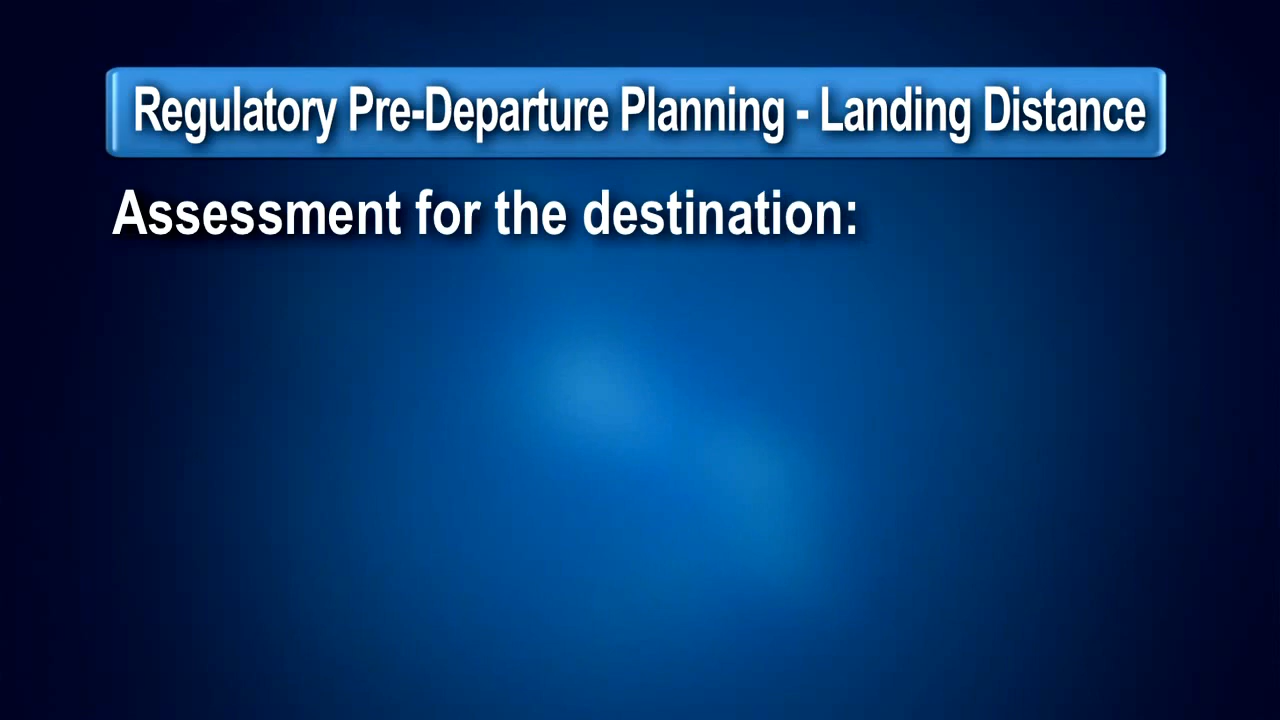 Regulatory Pre-Departure Planning - Landing Distance
Assessment for the destination: